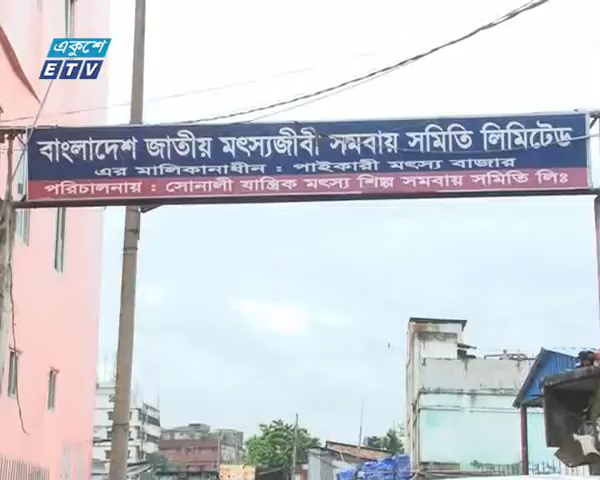 একুশে
ETV
বাংলাদেশ জাতীয় মৎস্যজীবী সমবায় সমিতি লিমিটেড
এর মালিকানাধীন : পাইকারী মৎস্য বাজার
পরিচালনায় : সোনালী যান্ত্রিক মৎস্য শিল্প সমবায় সমিতি লিঃ